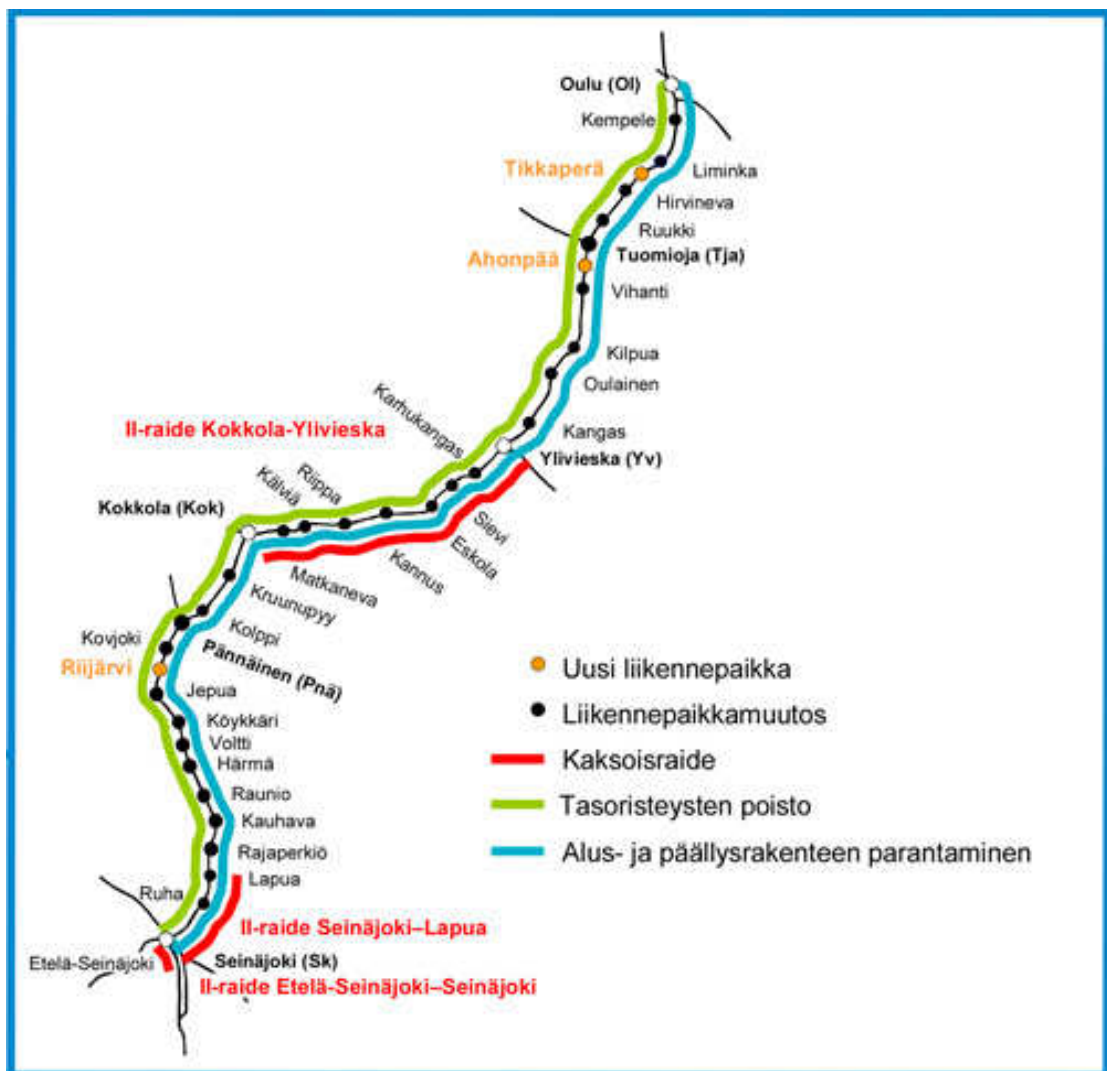 Oulu (Ol)
Kempele
Tikkaperä
Liminka
Hirvineva
Ruukki
Tuomioja (Tja)
Ahonpää
Vihanti
Kilpua
Oulainen
Karhukangas
Kangas
II-raide Kokkola-Ylivieska
Ylivieska (Yv)
Riippa
Kälviä
Kokkola (Kok)
Sievi
Eskola
Kannus
Matkaneva
Kruunupyy
Kolppi
Kovjoki
Pännäinen (Pnä)
Riijärvi
Jepua
Köykkäri
Voltti
Härmä
Raunio
Kauhava
Rajaperkiö
Lapua
Ruha
II-raide Seinäjoki–Lapua
Etelä-Seinäjoki
Seinäjoki (Sk)
II-raide Etelä-Seinäjoki–Seinäjoki
Uusi liikennepaikka
Liikennepaikkamuutos
Kaksoisraide
Tasoristeysten poisto
Alus- ja päällysrakenteen parantaminen